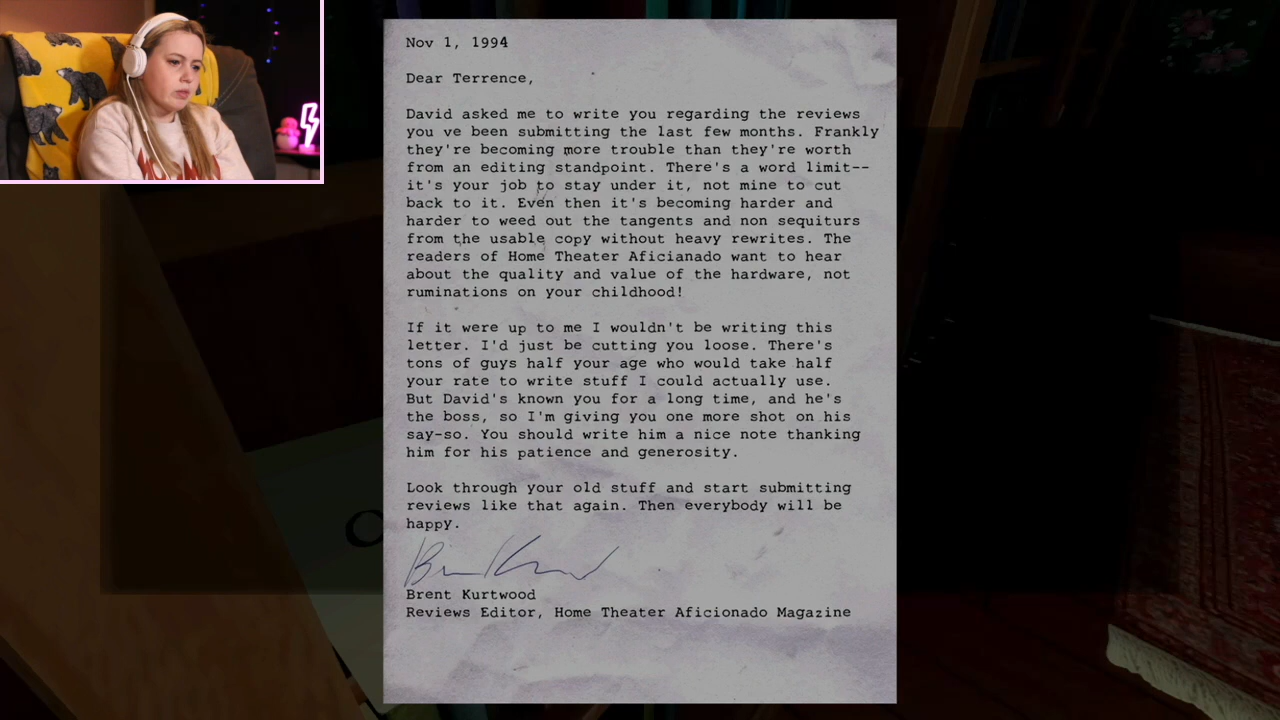 Nov 1, 1994
Dear Terrence,
David asked me to write you regarding the reviews
you ve been submitting the last few months. Frankly
they're becoming more trouble than they're worth
from an editing standpoint. There's a word limit--
it's your job to stay under it, not mine to cut
back to it. Even then it's becoming harder and
harder to weed out the tangents and non sequiturs
from the usable copy without heavy rewrites. The
readers of Home Theater Aficianado want to hear
about the quality and value of the hardware, not
ruminations on your childhood!
If it were up to me I wouldn't be writing this
letter. I'd just be cutting you loose. There's
tons of guys half your age who would take half
your rate to write stuff I could actually use.
But David's known you for a long time, and he's
the boss, so I'm giving you one more shot on his
say-so. You should write him a nice note thanking
him for his patience and generosity.
Look through your old stuff and start submitting
reviews like that again. Then everybody will be
happy.
Brent Kurtwood
Reviews Editor, Home Theater Aficionado Magazine